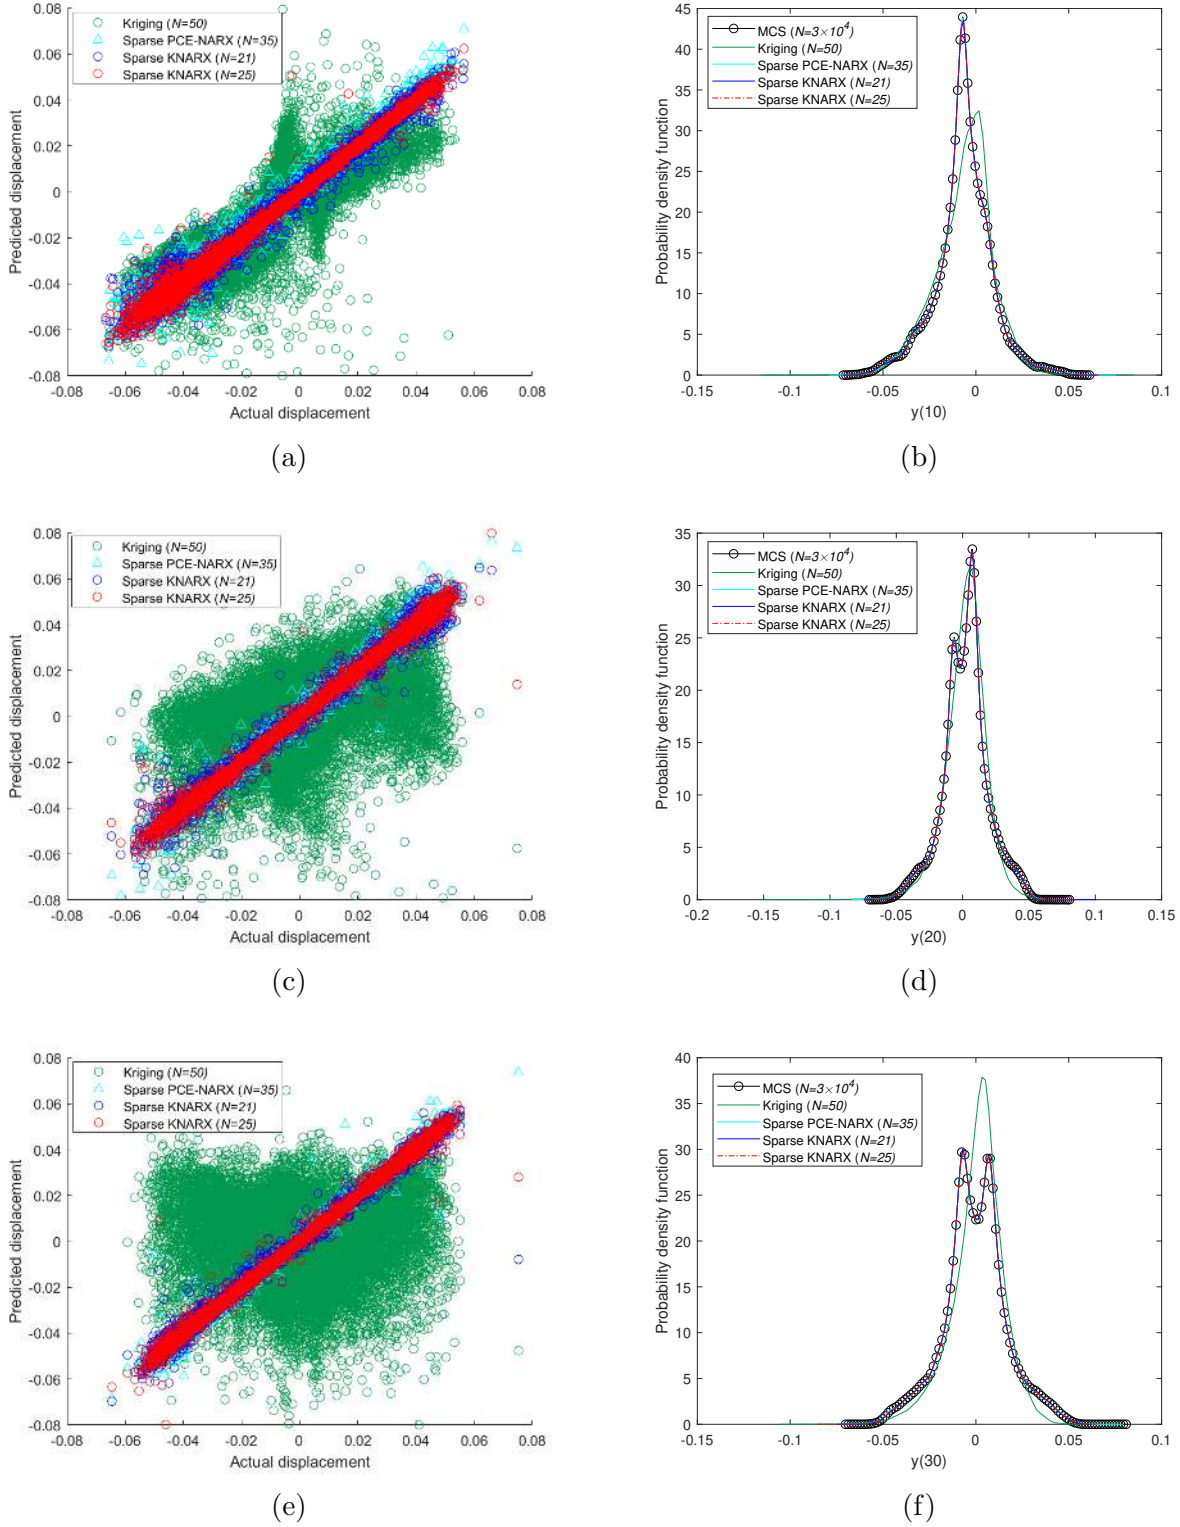 Kriging (N=50)
Sparse PCE-NARX (N=35)
Sparse KNARX (N=21)
Sparse KNARX (N=25)
0.08
0.06
0.04
0.02
0
-0.02
-0.04
-0.06
-0.08
Predicted displacement
-0.08 -0.06 -0.04 -0.02 0 0.02 0.04 0.06 0.08
Actual displacement
(a)
MCS (N=3×10⁴)
Kriging (N=50)
Sparse PCE-NARX (N=35)
Sparse KNARX (N=21)
Sparse KNARX (N=25)
45
40
35
30
25
20
15
10
5
0
Probability density function
-0.15 -0.1 -0.05 0 0.05 0.1
y(10)
(b)
Kriging (N=50)
Sparse PCE-NARX (N=35)
Sparse KNARX (N=21)
Sparse KNARX (N=25)
0.08
0.06
0.04
0.02
0
-0.02
-0.04
-0.06
-0.08
Predicted displacement
-0.08 -0.06 -0.04 -0.02 0 0.02 0.04 0.06 0.08
Actual displacement
(c)
MCS (N=3×10⁴)
Kriging (N=50)
Sparse PCE-NARX (N=35)
Sparse KNARX (N=21)
Sparse KNARX (N=25)
35
30
25
20
15
10
5
0
Probability density function
-0.2 -0.15 -0.1 -0.05 0 0.05 0.1 0.15
y(20)
(d)
Kriging (N=50)
Sparse PCE-NARX (N=35)
Sparse KNARX (N=21)
Sparse KNARX (N=25)
0.08
0.06
0.04
0.02
0
-0.02
-0.04
-0.06
-0.08
Predicted displacement
-0.08 -0.06 -0.04 -0.02 0 0.02 0.04 0.06 0.08
Actual displacement
(e)
MCS (N=3×10⁴)
Kriging (N=50)
Sparse PCE-NARX (N=35)
Sparse KNARX (N=21)
Sparse KNARX (N=25)
40
35
30
25
20
15
10
5
0
Probability density function
-0.15 -0.1 -0.05 0 0.05 0.1
y(30)
(f)